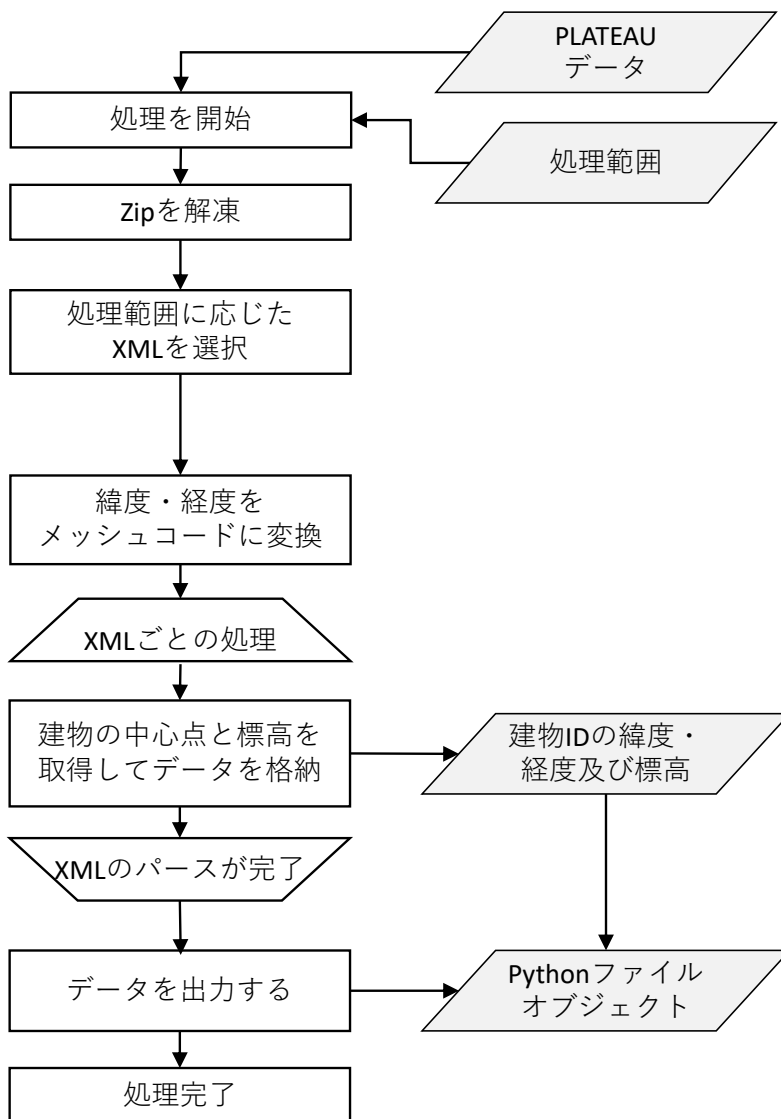 PLATEAU
データ
処理を開始
処理範囲
Zipを解凍
処理範囲に応じた
XMLを選択
緯度・経度を
メッシュコードに変換
XMLごとの処理
建物の中心点と標高を
取得してデータを格納
建物IDの緯度・
経度及び標高
XMLのパースが完了
データを出力する
Pythonファイル
オブジェクト
処理完了